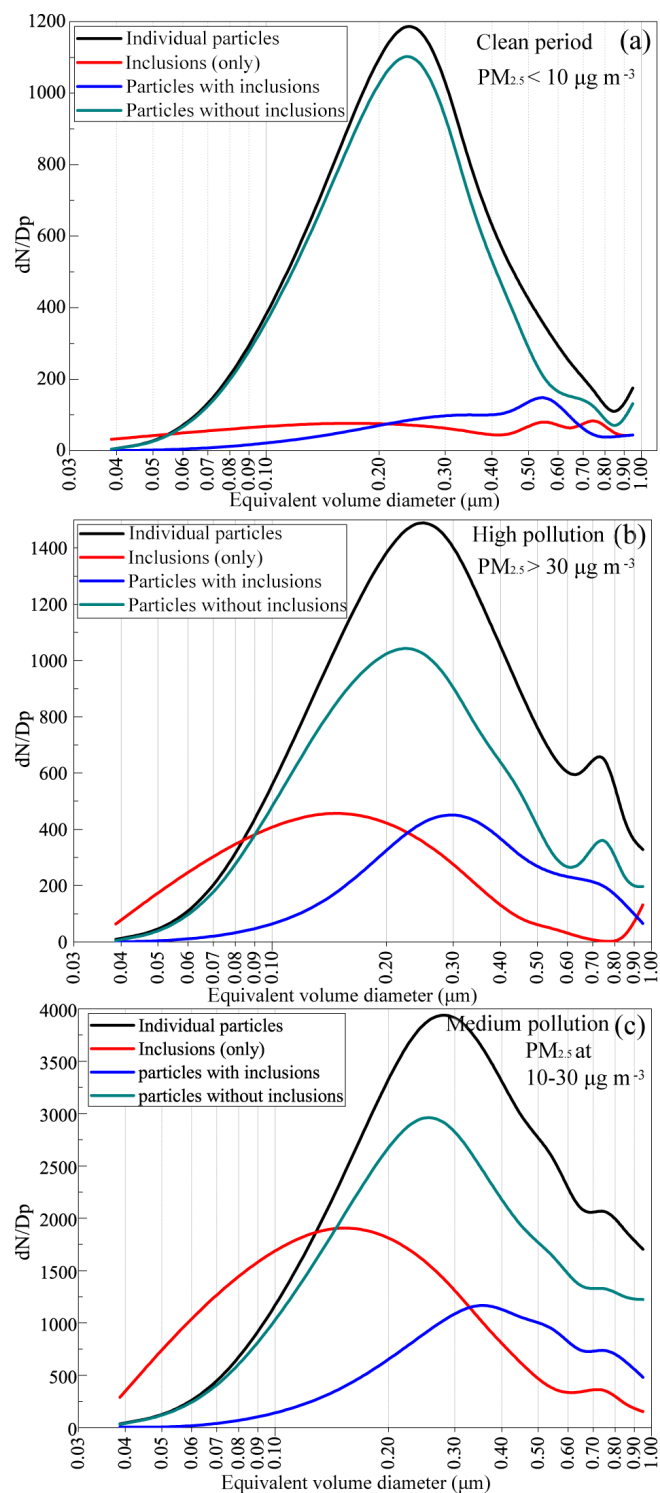 1200
1000
800
600
400
200
0
dN/Dp
Individual particles
Inclusions (only)
Particles with inclusions
Particles without inclusions
Clean period (a)
PM2.5 < 10 μg m-3
0.03 0.04 0.05 0.06 0.07 0.08 0.09 0.10 0.20 0.30 0.40 0.50 0.60 0.70 0.80 0.90 1.00
Equivalent volume diameter (μm)
1400
1200
1000
800
600
400
200
0
dN/Dp
Individual particles
Inclusions (only)
Particles with inclusions
Particles without inclusions
High pollution (b)
PM2.5 > 30 μg m-3
0.03 0.04 0.05 0.06 0.07 0.08 0.09 0.10 0.20 0.30 0.40 0.50 0.60 0.70 0.80 0.90 1.00
Equivalent volume diameter (μm)
4000
3500
3000
2500
2000
1500
1000
500
0
dN/Dp
Individual particles
Inclusions (only)
particles with inclusions
particles without inclusions
Medium pollution (c)
PM2.5 at
10-30 μg m-3
0.03 0.04 0.05 0.06 0.07 0.08 0.09 0.10 0.20 0.30 0.40 0.50 0.60 0.70 0.80 0.90 1.00
Equivalent volume diameter (μm)